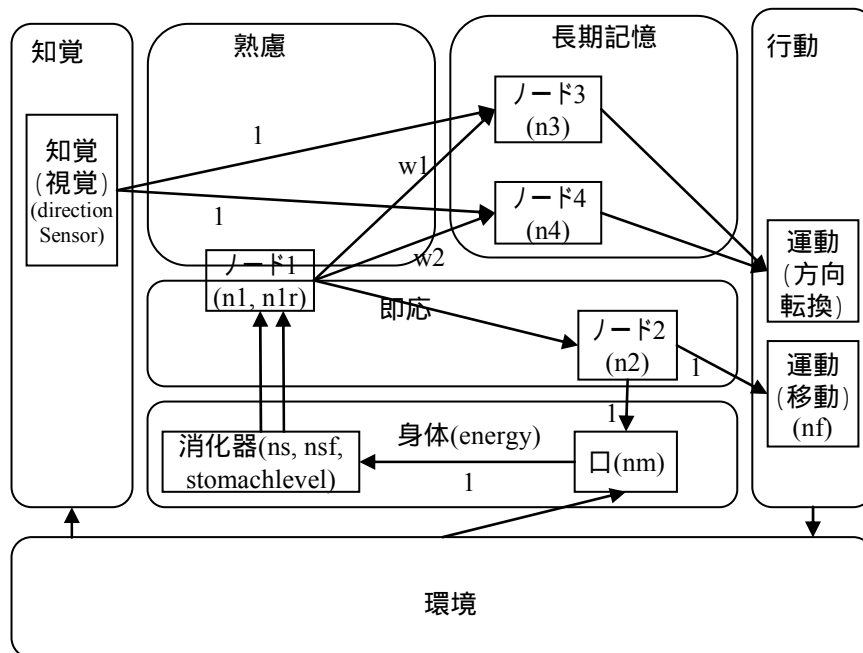 知覚
熟慮
長期記憶
行動
知覚
(視覚)
(direction
Sensor)
1
1
w1
w2
ノード3
(n3)
ノード4
(n4)
ノード1
(n1, n1r)
即応
ノード2
(n2)
1
1
運動
(方向
転換)
運動
(移動)
(nf)
身体(energy)
消化器(ns, nsf,
stomachlevel)
1
口(nm)
環境